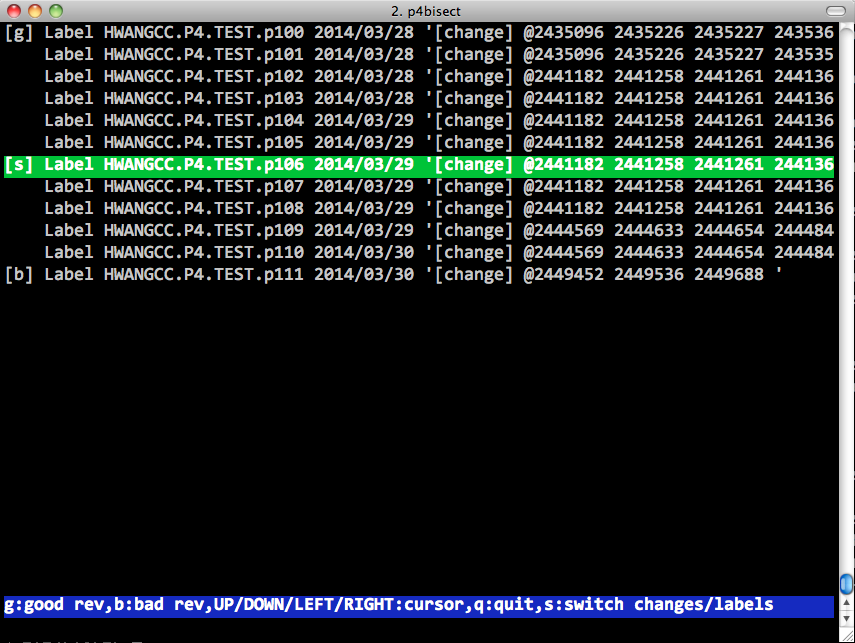 2. p4bisect
[g] Label HWANGCC.P4.TEST.p100 2014/03/28 '[change] @2435096 2435226 2435227 243536
Label HWANGCC.P4.TEST.p101 2014/03/28 '[change] @2435096 2435226 2435227 243535
Label HWANGCC.P4.TEST.p102 2014/03/28 '[change] @2441182 2441258 2441261 244136
Label HWANGCC.P4.TEST.p103 2014/03/28 '[change] @2441182 2441258 2441261 244136
Label HWANGCC.P4.TEST.p104 2014/03/29 '[change] @2441182 2441258 2441261 244136
Label HWANGCC.P4.TEST.p105 2014/03/29 '[change] @2441182 2441258 2441261 244136
[s] Label HWANGCC.P4.TEST.p106 2014/03/29 '[change] @2441182 2441258 2441261 244136
Label HWANGCC.P4.TEST.p107 2014/03/29 '[change] @2441182 2441258 2441261 244136
Label HWANGCC.P4.TEST.p108 2014/03/29 '[change] @2441182 2441258 2441261 244136
Label HWANGCC.P4.TEST.p109 2014/03/29 '[change] @2444569 2444633 2444654 244484
Label HWANGCC.P4.TEST.p110 2014/03/30 '[change] @2444569 2444633 2444654 244484
[b] Label HWANGCC.P4.TEST.p111 2014/03/30 '[change] @2449452 2449536 2449688 '
g:good rev,b:bad rev,UP/DOWN/LEFT/RIGHT:cursor,q:quit,s:switch changes/labels